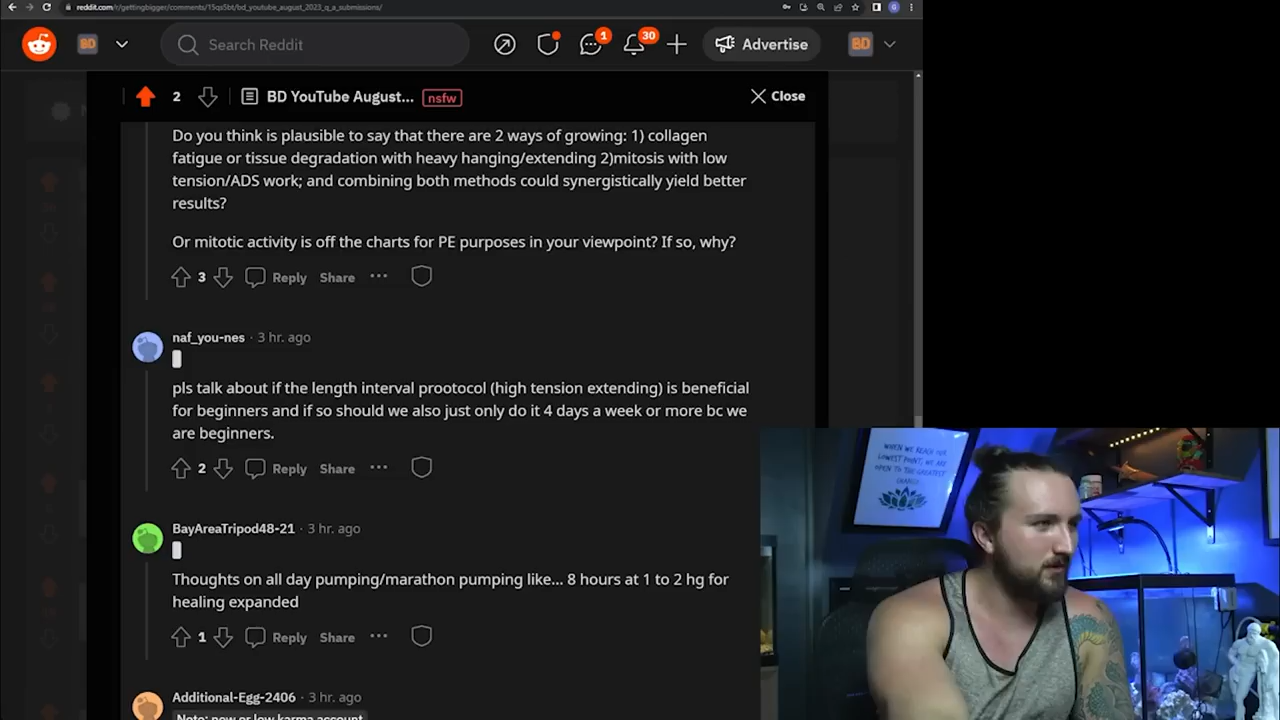 reddit.com/r/gettingbigger/comments/15qs5bt/bd_youtube_august_2023_q_a_submissions/
G
BD
Search Reddit
1
30
Advertise
BD
2
BD YouTube August...
nsfw
Close
Do you think is plausible to say that there are 2 ways of growing: 1) collagen
fatigue or tissue degradation with heavy hanging/extending 2)mitosis with low
tension/ADS work; and combining both methods could synergistically yield better
results?
Or mitotic activity is off the charts for PE purposes in your viewpoint? If so, why?
3
Reply
Share
naf_you-nes · 3 hr. ago
pls talk about if the length interval prootocol (high tension extending) is beneficial
for beginners and if so should we also just only do it 4 days a week or more bc we
are beginners.
2
Reply
Share
BayAreaTripod48-21 · 3 hr. ago
Thoughts on all day pumping/marathon pumping like... 8 hours at 1 to 2 hg for
healing expanded
1
Reply
Share
Additional-Egg-2406 · 3 hr. ago
Note: new or low karma account
WHEN WE REACH OUR
LOWEST POINT, WE ARE
OPEN TO THE GREATEST
CHANGE